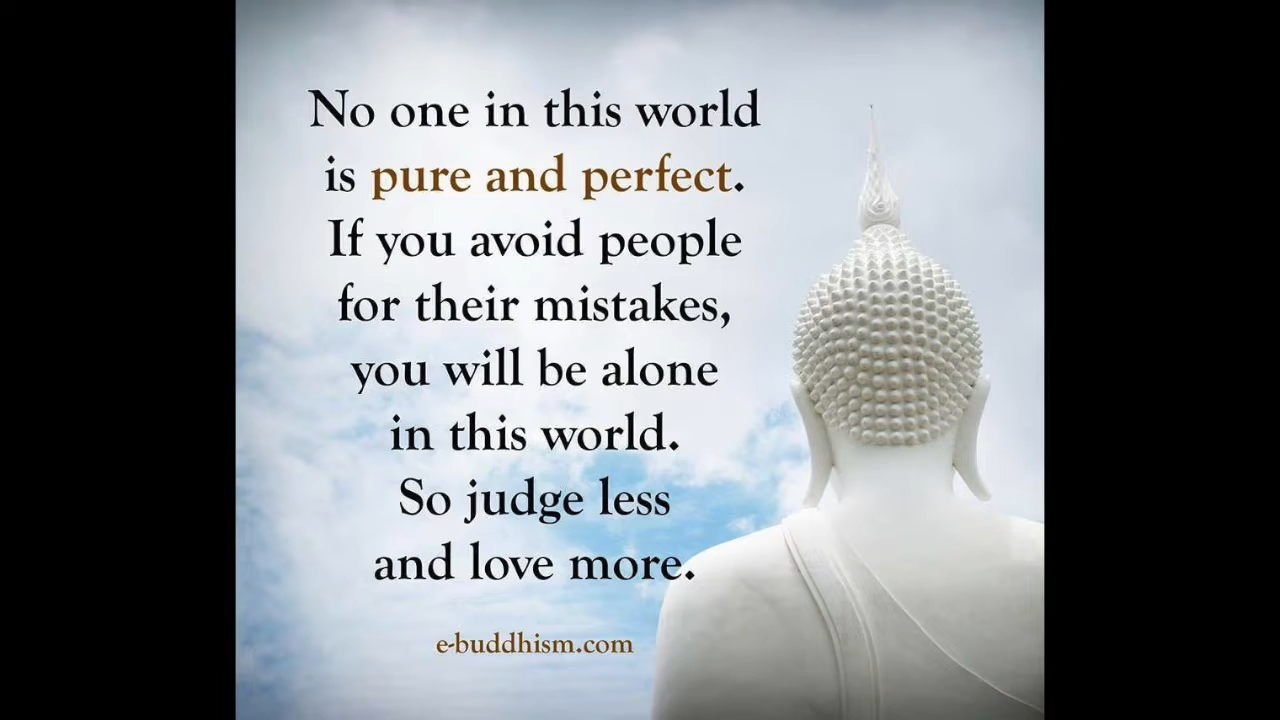 No one in this world
is pure and perfect.
If you avoid people
for their mistakes,
you will be alone
in this world.
So judge less
and love more.
e-buddhism.com